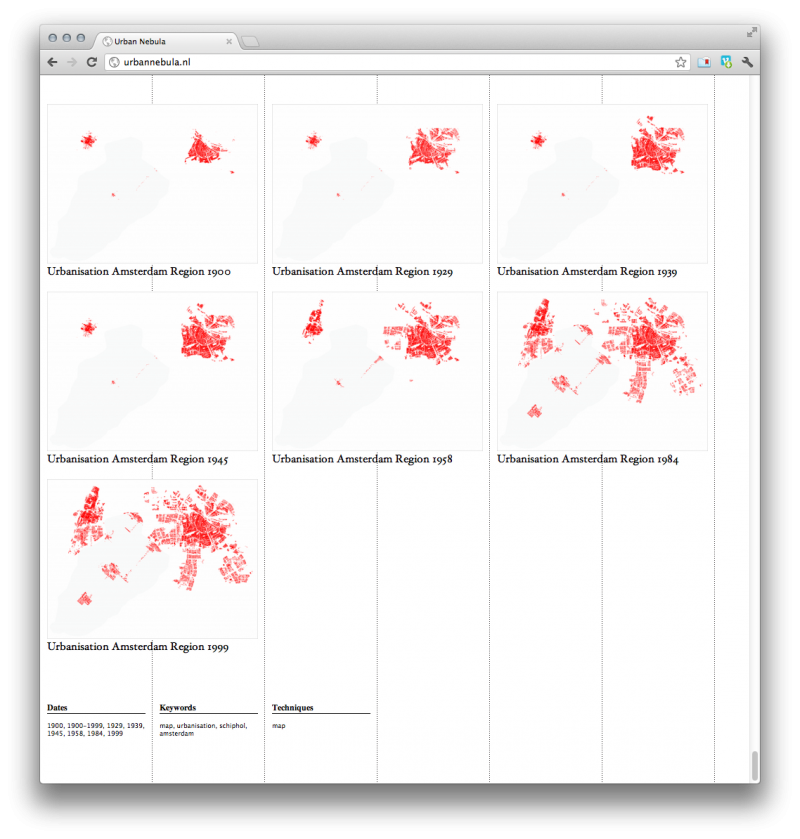 Urban Nebula
urbannebula.nl
Urbanisation Amsterdam Region 1900
Urbanisation Amsterdam Region 1929
Urbanisation Amsterdam Region 1939
Urbanisation Amsterdam Region 1945
Urbanisation Amsterdam Region 1958
Urbanisation Amsterdam Region 1984
Urbanisation Amsterdam Region 1999
Dates
1900, 1900-1999, 1929, 1939,
1945, 1958, 1984, 1999
Keywords
map, urbanisation, schiphol,
amsterdam
Techniques
map